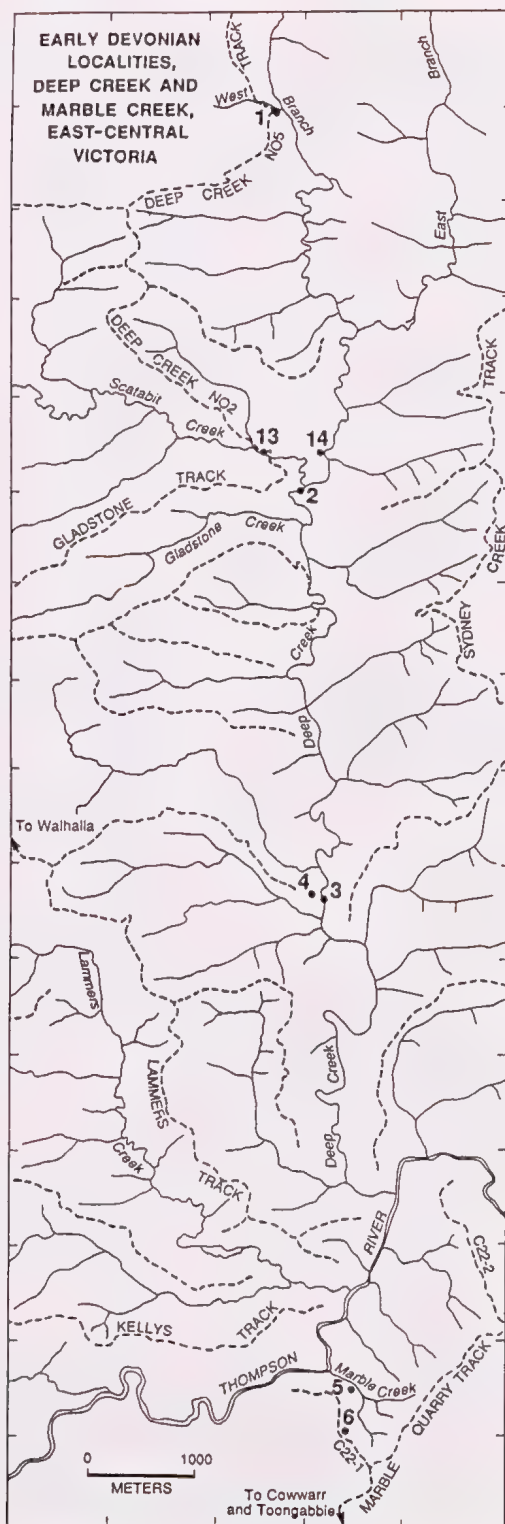 EARLY DEVONIAN
LOCALITIES,
DEEP CREEK AND
MARBLE CREEK,
EAST-CENTRAL
VICTORIA
TRACK
West
Branch
1
NO5
DEEP CREEK
Branch
East
DEEP CREEK NO2
Scatabit
Creek
13
14
2
TRACK
GLADSTONE
Gladstone
Creek
TRACK
CREEK
SYDNEY
Creek
Deep
To Walhalla
4
3
Lammers
Creek
LAMMERS
TRACK
Creek
Deep
RIVER
C22-2
KELLYS
TRACK
THOMPSON
Marble Creek
5
6
C22-1
MARBLE
QUARRY TRACK
0 1000
METERS
To Cowwarr
and Toongabbie